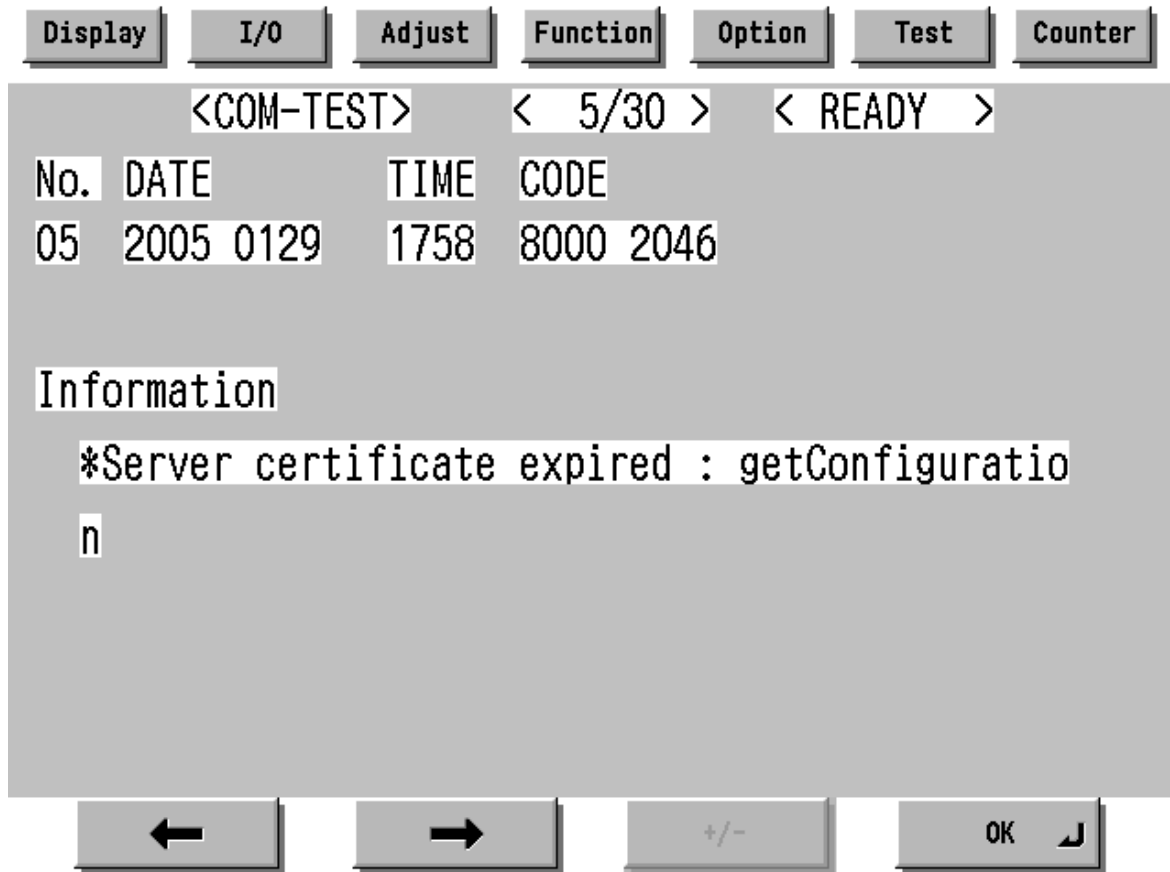 Display I/O Adjust Function Option Test Counter
<COM-TEST> < 5/30 > < READY >
No. DATE TIME CODE
05 2005 0129 1758 8000 2046
Information
*Server certificate expired : getConfiguratio
n
+/- OK